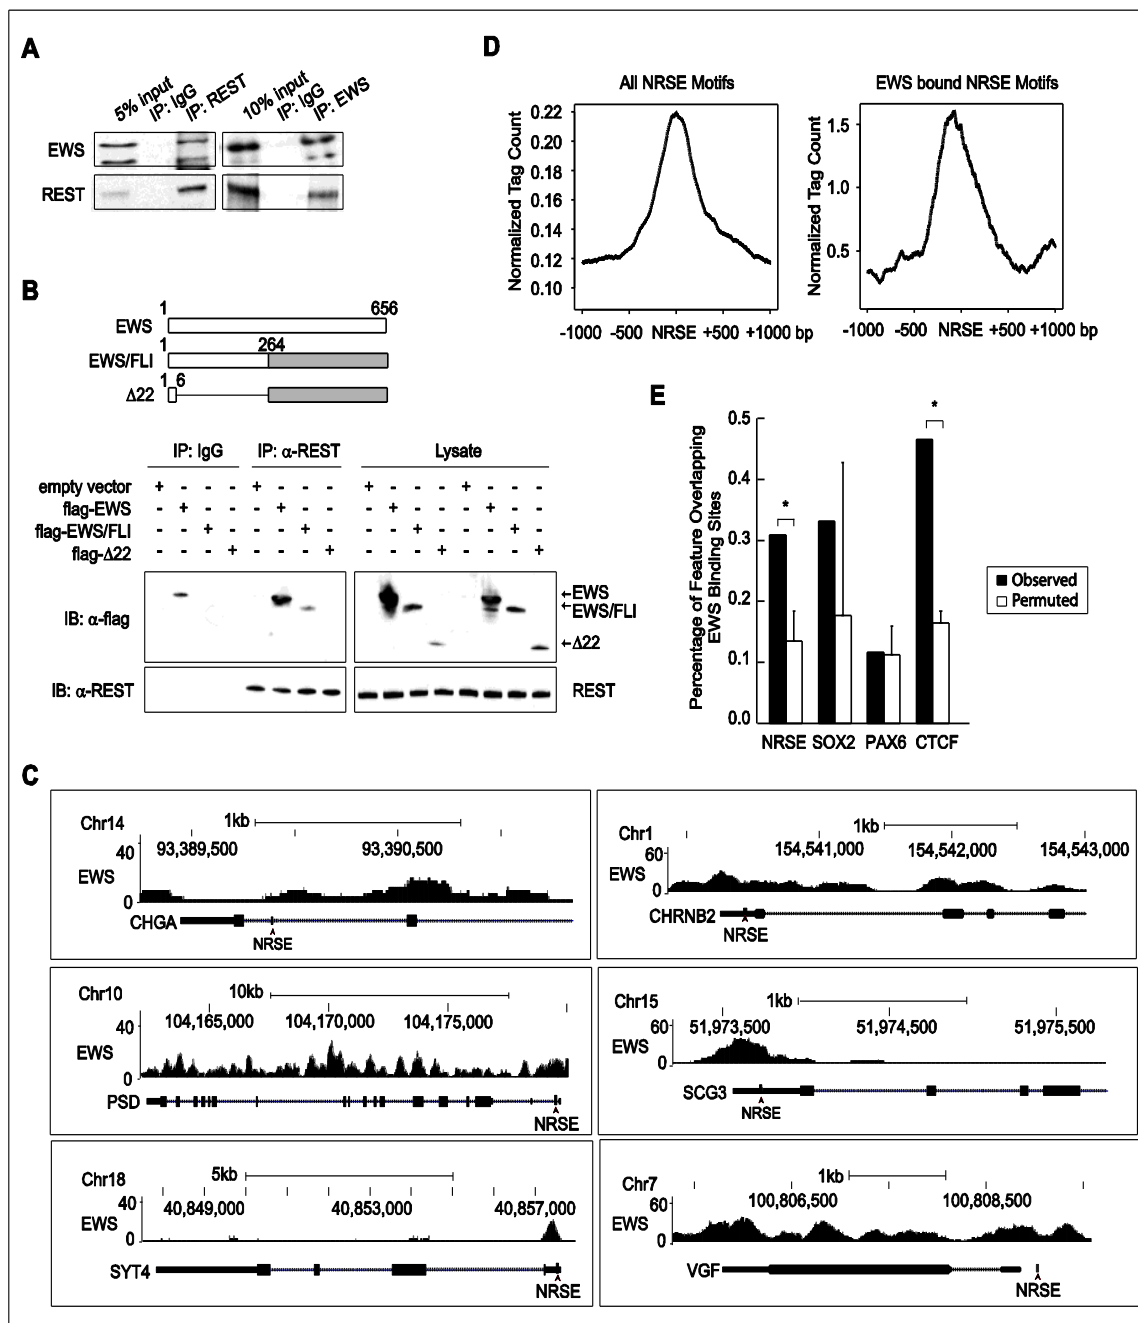 A
5% input
IP: IgG
IP: REST
10% input
IP: IgG
IP: EWS
EWS
REST
B
1 656
EWS
1 264
EWS/FLI
1 6
Δ22
IP: IgG IP: α-REST Lysate
empty vector + - - - + - - - + - - - + - - -
flag-EWS - + - - - + - - - + - - - + - -
flag-EWS/FLI - - + - - - + - - - + - - - + -
flag-Δ22 - - - + - - - + - - - + - - - +
IB: α-flag
←EWS
←EWS/FLI
←Δ22
IB: α-REST REST
D
All NRSE Motifs
Normalized Tag Count
0.22
0.20
0.18
0.16
0.14
0.12
0.10
-1000 -500 NRSE +500 +1000 bp
EWS bound NRSE Motifs
Normalized Tag Count
1.5
1.0
0.5
-1000 -500 NRSE +500 +1000 bp
E
Percentage of Feature Overlapping
EWS Binding Sites
0.5
0.4
0.3
0.2
0.1
0.0
*
*
NRSE SOX2 PAX6 CTCF
Observed
Permuted
C
Chr14
1kb
93,389,500 93,390,500
40
EWS
0
CHGA
NRSE
Chr1
1kb
154,541,000 154,542,000 154,543,000
60
EWS
0
CHRNB2
NRSE
Chr10
10kb
104,165,000 104,170,000 104,175,000
40
EWS
0
PSD
NRSE
Chr15
1kb
51,973,500 51,974,500 51,975,500
60
EWS
0
SCG3
NRSE
Chr18
5kb
40,849,000 40,853,000 40,857,000
40
EWS
0
SYT4
NRSE
Chr7
1kb
100,806,500 100,808,500
60
EWS
0
VGF
NRSE